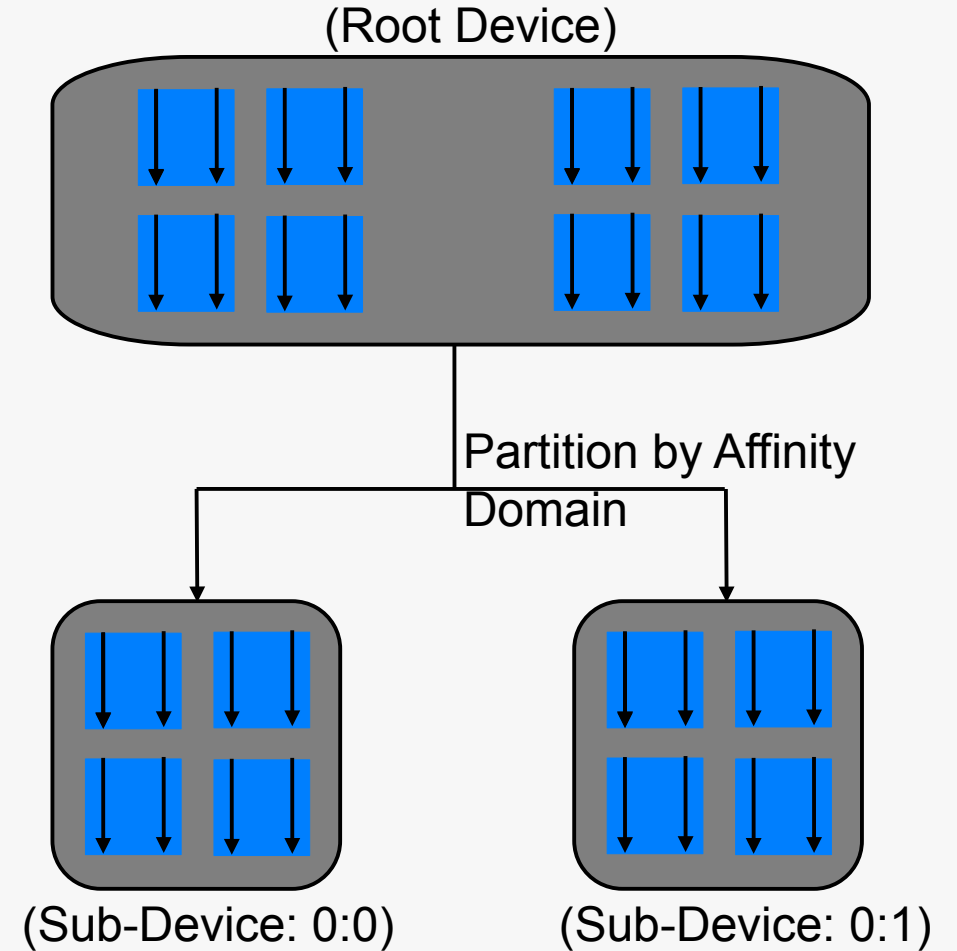 (Root Device)
Partition by Affinity
Domain
(Sub-Device: 0:0)
(Sub-Device: 0:1)